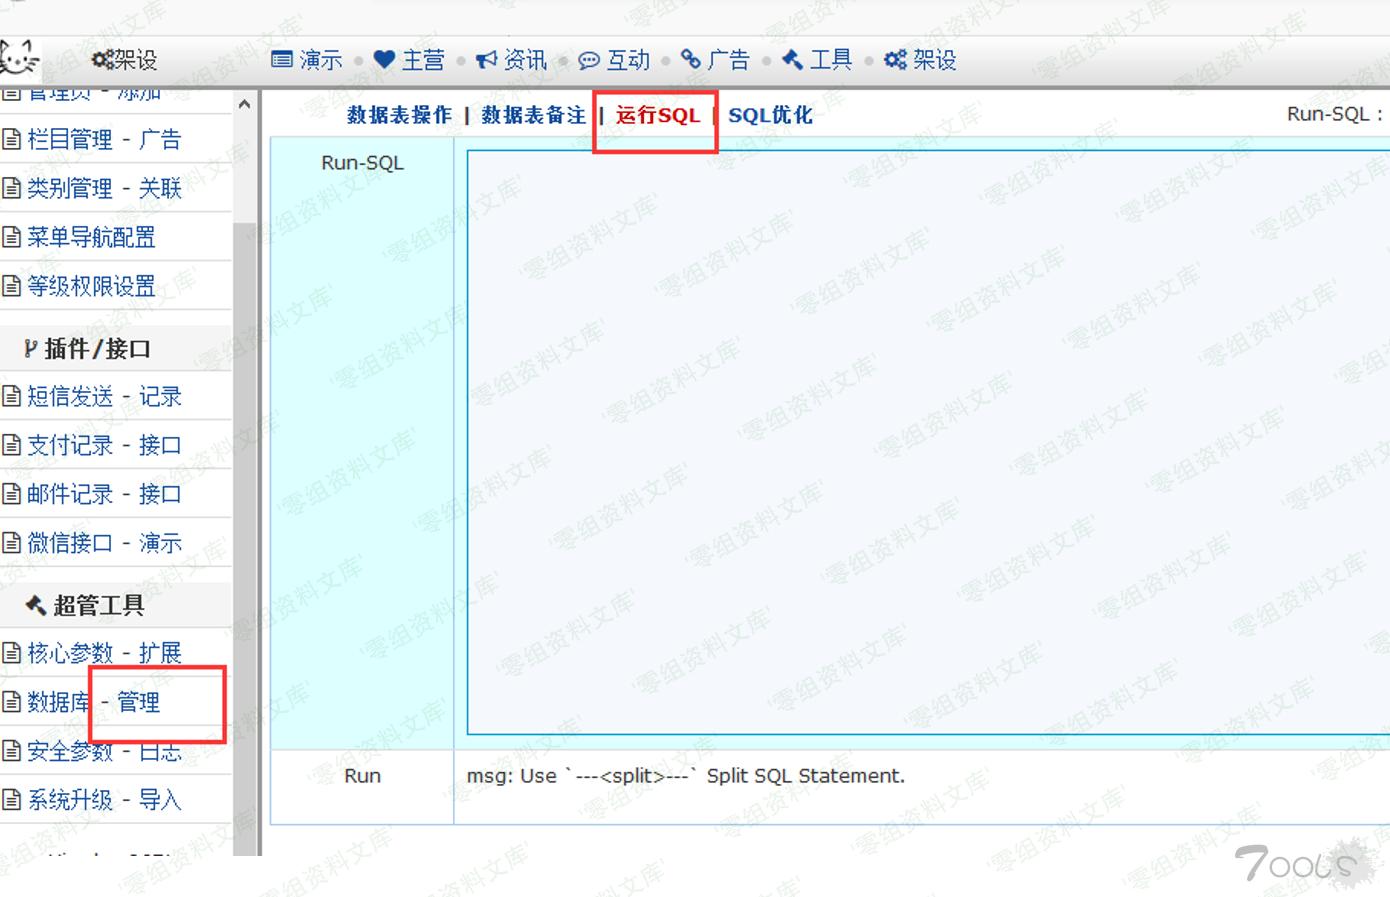 架设
演示 主营 资讯 互动 广告 工具 架设
管理员 - 添加
栏目管理 - 广告
类别管理 - 关联
菜单导航配置
等级权限设置
插件/接口
短信发送 - 记录
支付记录 - 接口
邮件记录 - 接口
微信接口 - 演示
超管工具
核心参数 - 扩展
数据库 - 管理
安全参数 - 日志
系统升级 - 导入
数据表操作 | 数据表备注 | 运行SQL | SQL优化
Run-SQL :
Run-SQL
Run
msg: Use `---<split>---` Split SQL Statement.
'零组资料文库'
TOOLS